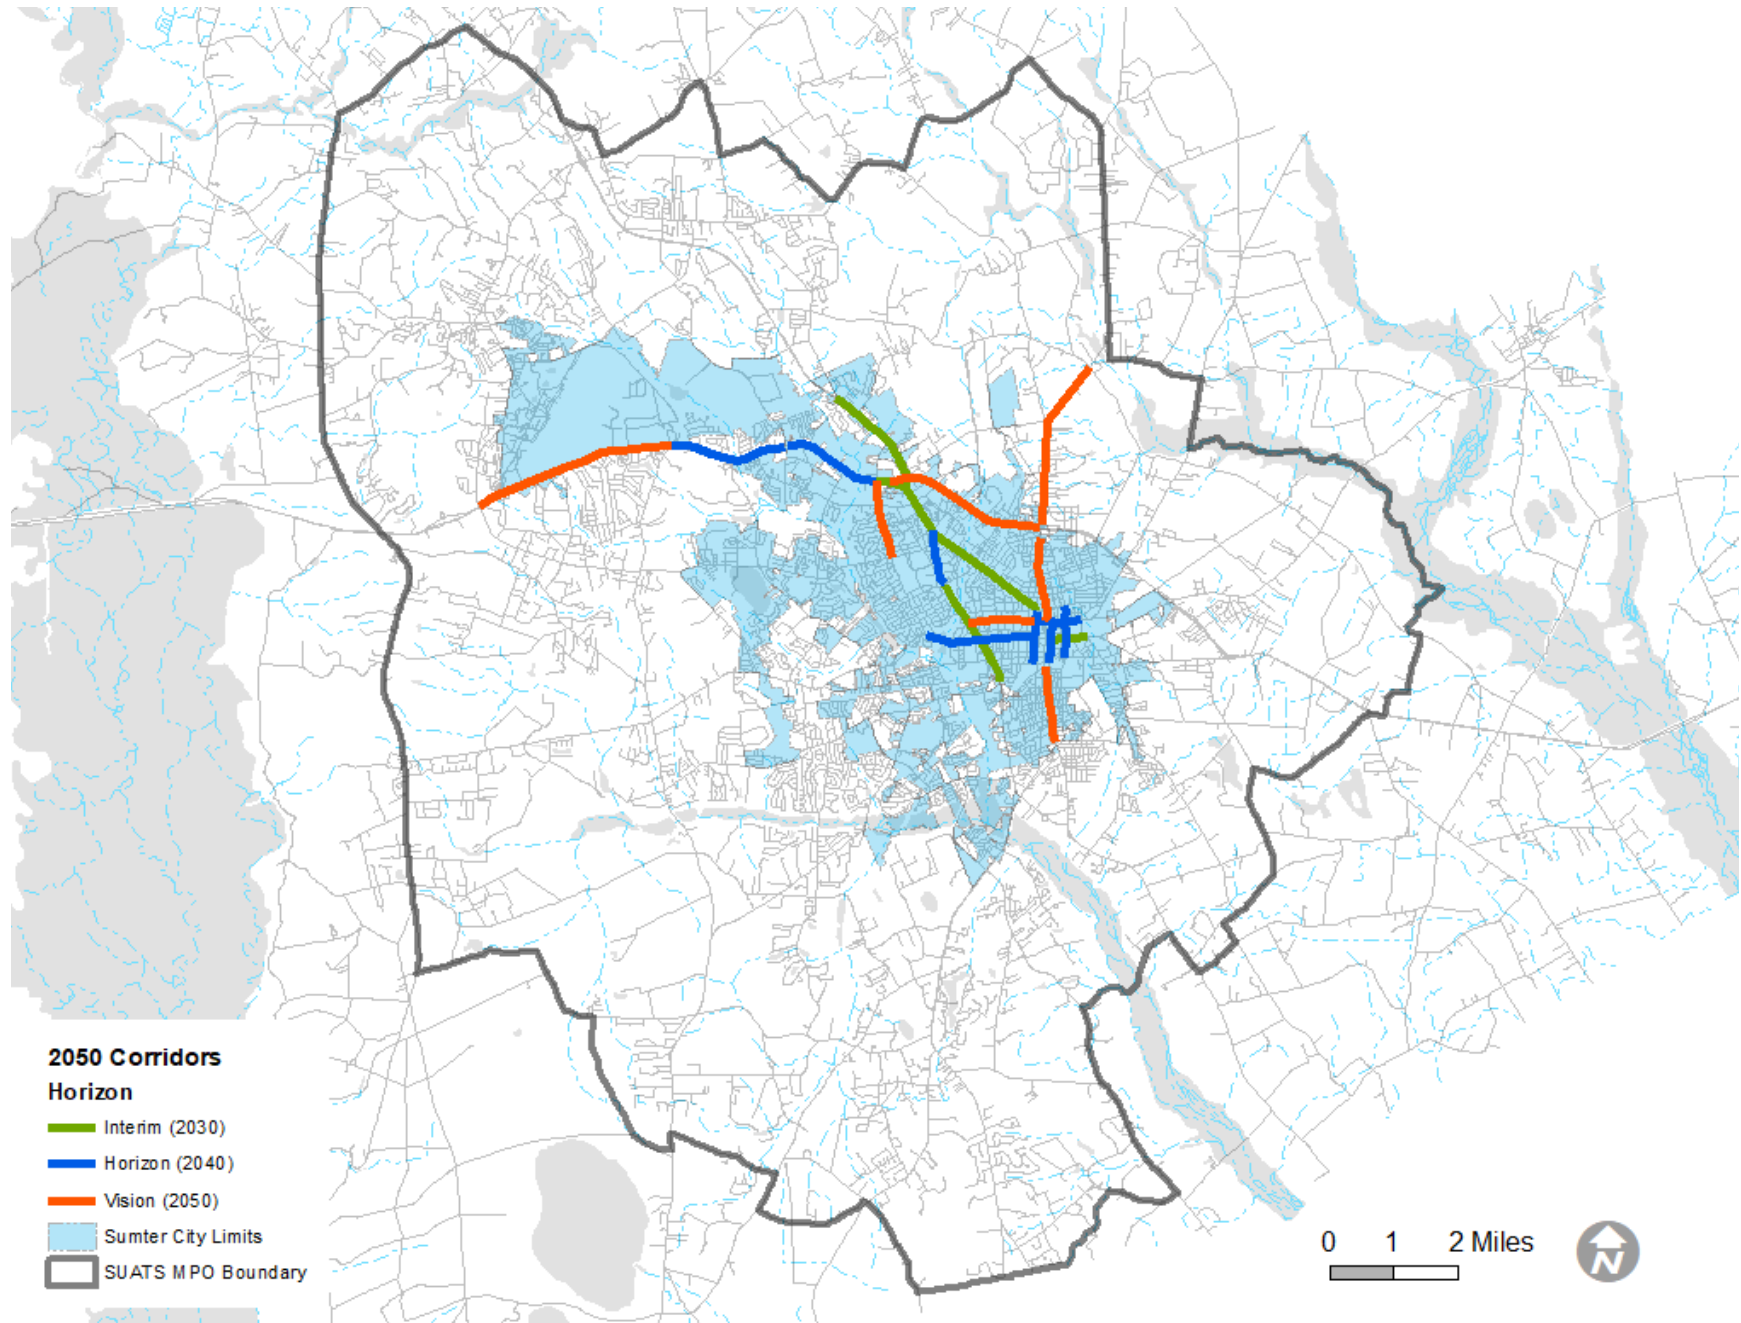 2050 Corridors
Horizon
Interim (2030)
Horizon (2040)
Vision (2050)
Sumter City Limits
SUATS MPO Boundary
0 1 2 Miles
N